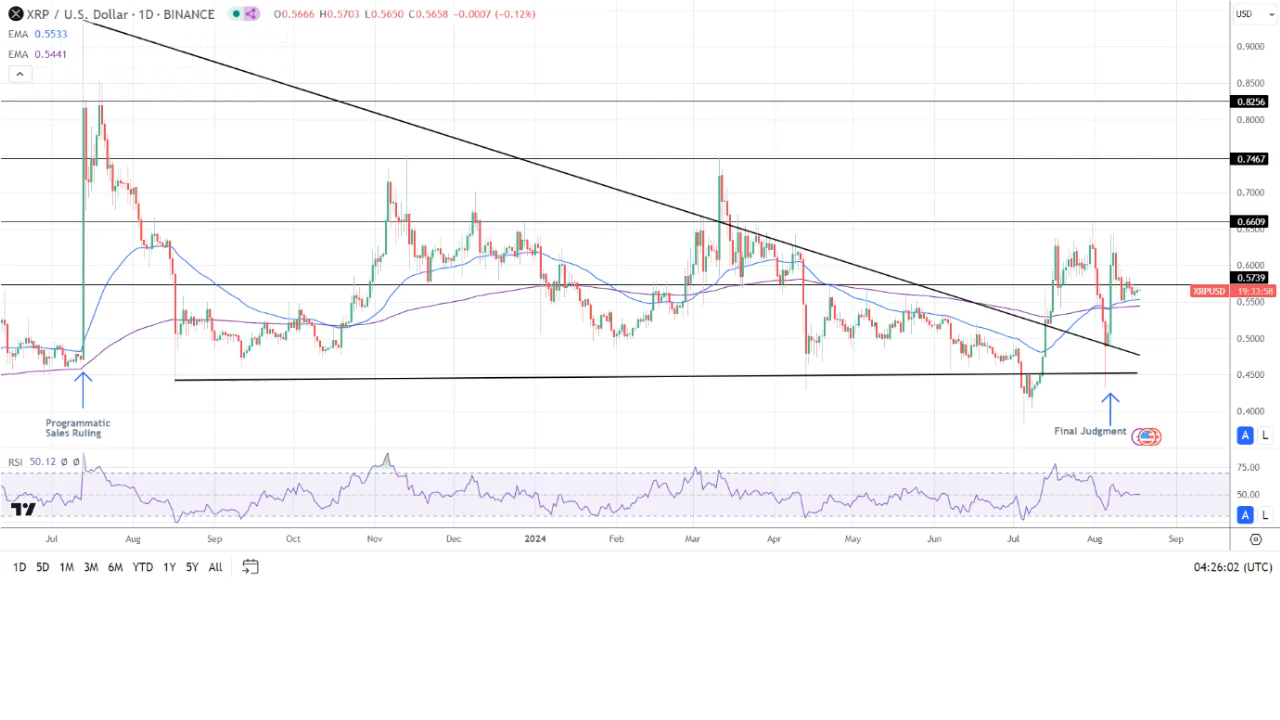 XRP / U.S. Dollar · 1D · BINANCE O0.5666 H0.5703 L0.5650 C0.5658 −0.0007 (−0.12%)
USD
EMA 0.5533
EMA 0.5441
0.9000
0.8500
0.8256
0.8000
0.7467
0.7000
0.6609
0.6500
0.6000
0.5739
XRPUSD 19:33:58
0.5500
0.5000
0.4500
0.4000
Programmatic
Sales Ruling
Final Judgment
A L
RSI 50.12 Ø Ø
75.00
50.00
A L
Jul Aug Sep Oct Nov Dec 2024 Feb Mar Apr May Jun Jul Aug Sep
1D 5D 1M 3M 6M YTD 1Y 5Y All 04:26:02 (UTC)